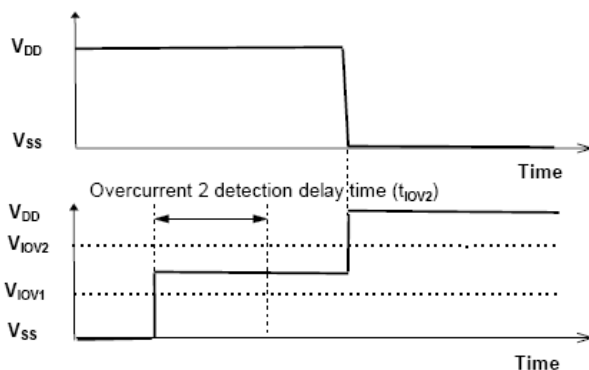 VDD
VSS
Time
Overcurrent 2 detection delay time (tIOV2)
VDD
VIOV2
VIOV1
VSS
Time